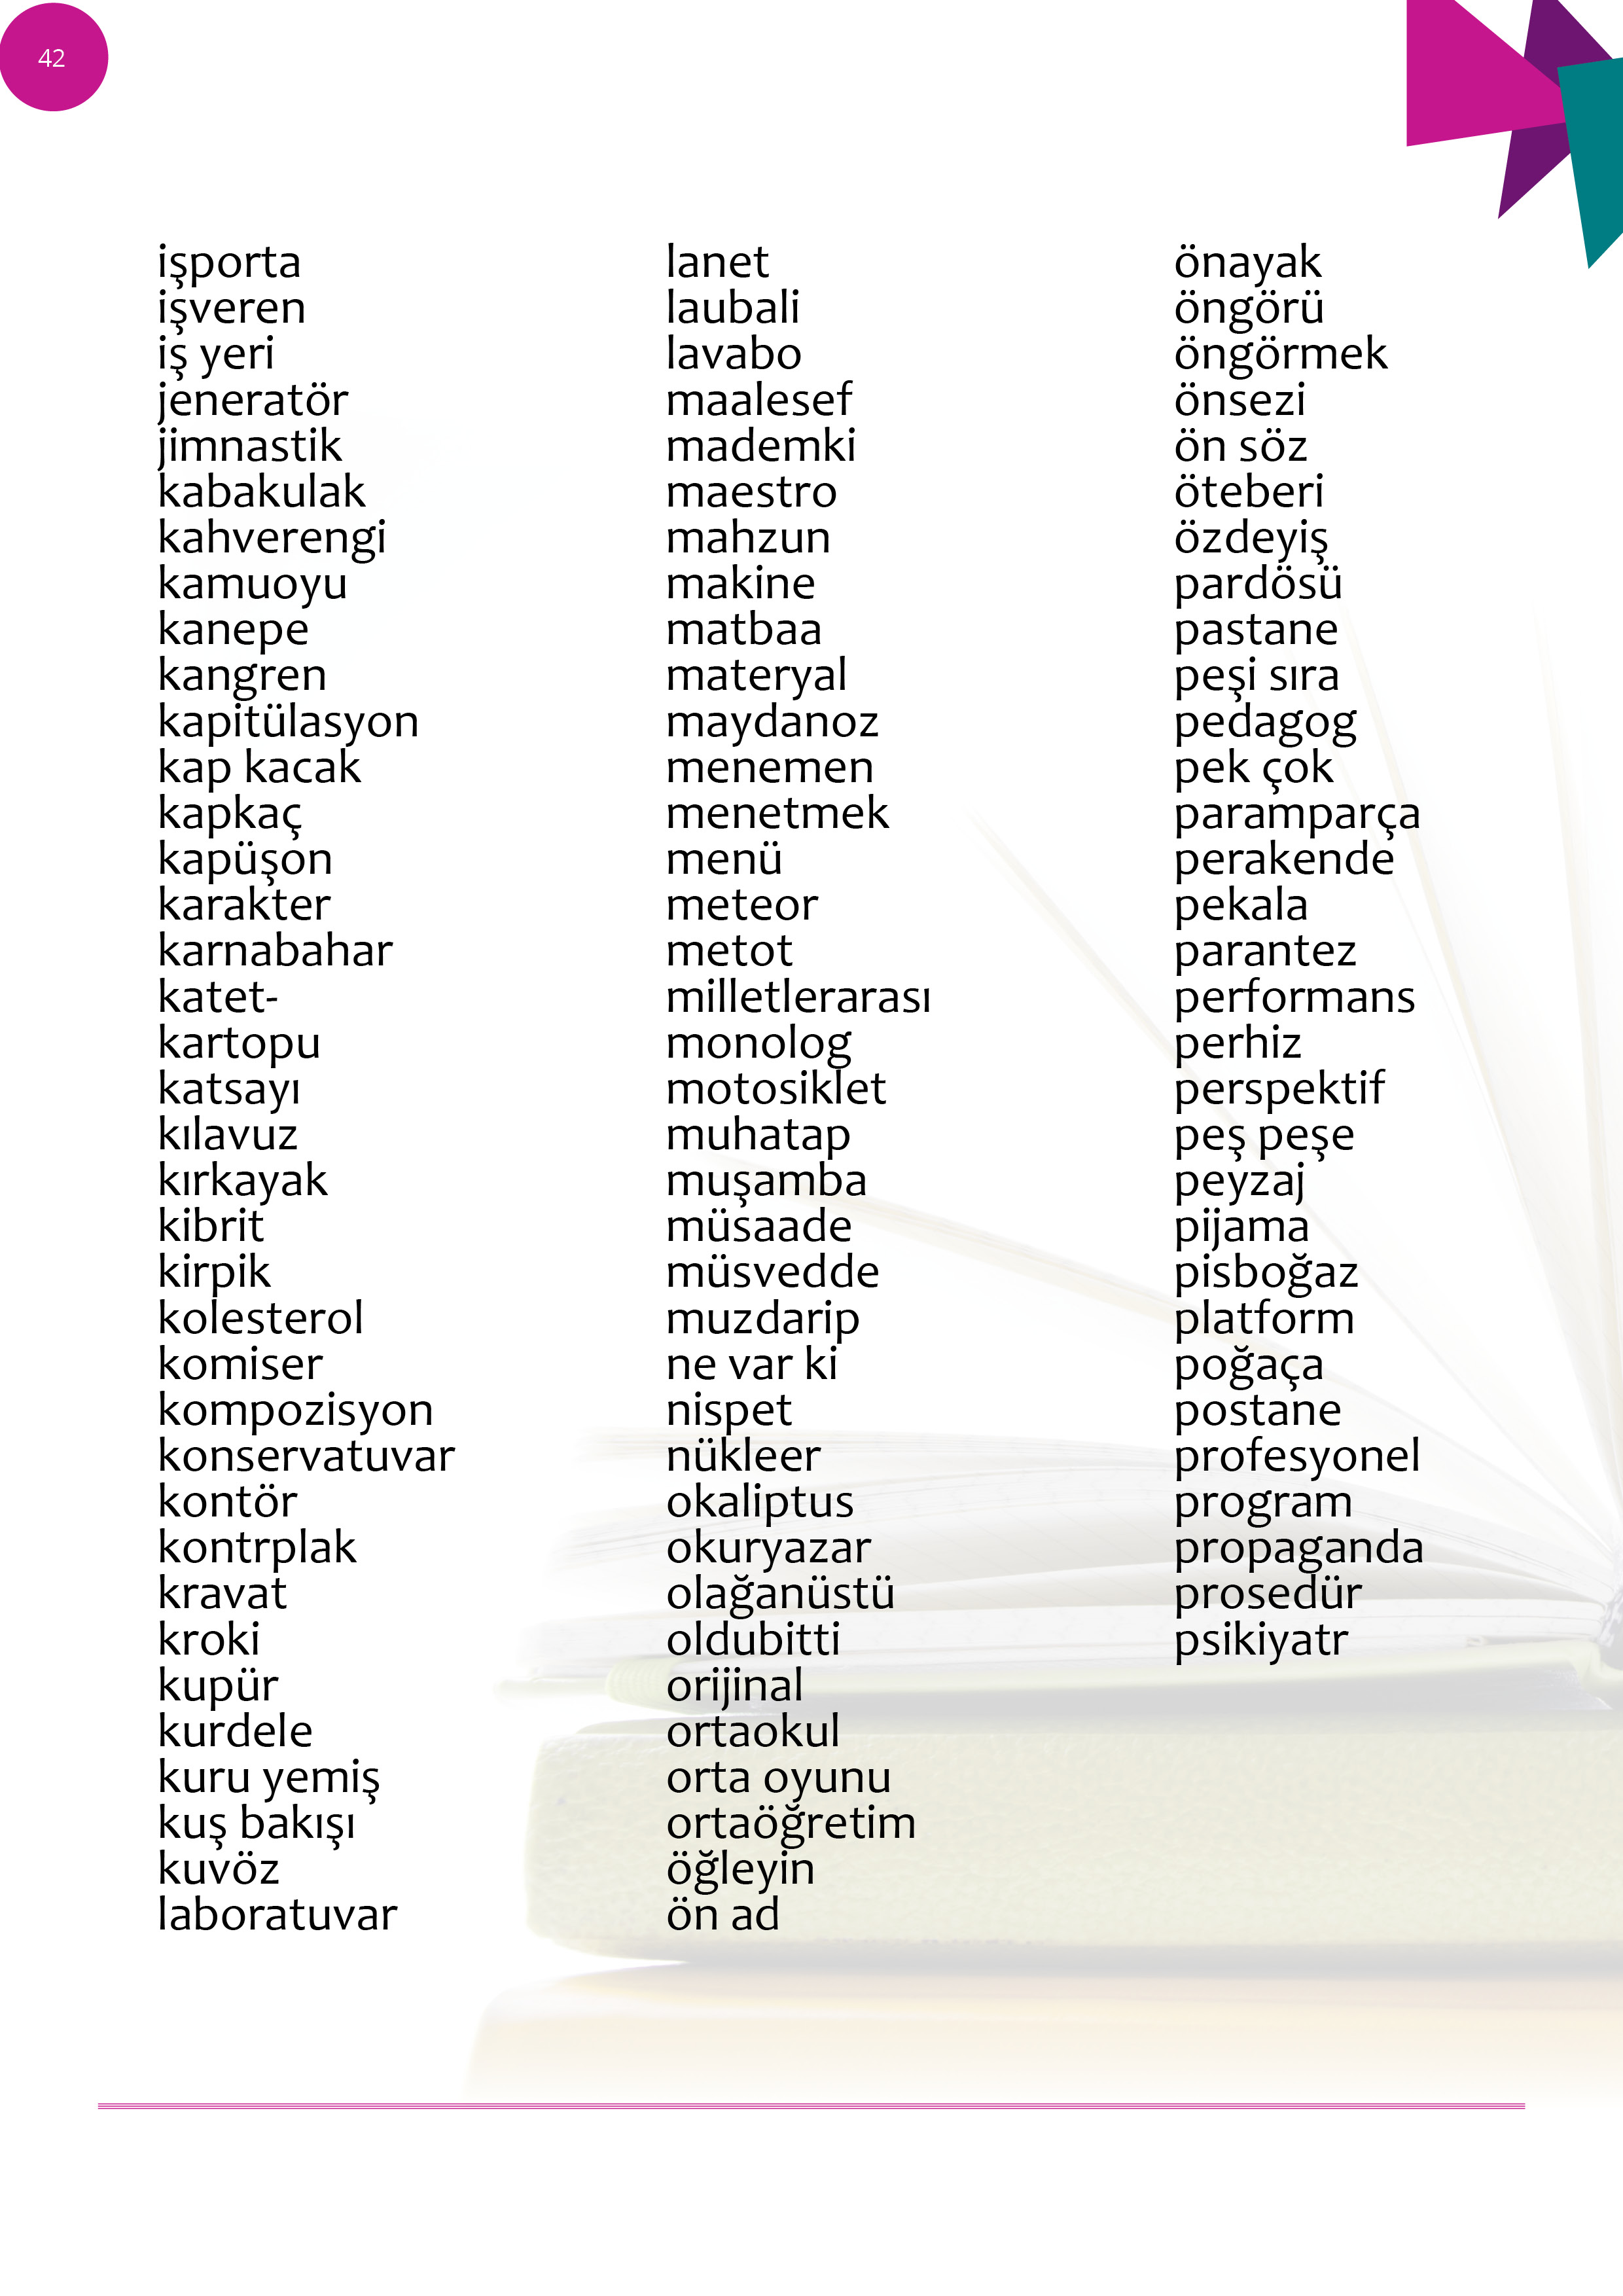 42
işporta
işveren
iş yeri
jeneratör
jimnastik
kabakulak
kahverengi
kamuoyu
kanepe
kangren
kapitülasyon
kap kacak
kapkaç
kapüşon
karakter
karnabahar
katet-
kartopu
katsayı
kılavuz
kırkayak
kibrit
kirpik
kolesterol
komiser
kompozisyon
konservatuvar
kontör
kontrplak
kravat
kroki
kupür
kurdele
kuru yemiş
kuş bakışı
kuvöz
laboratuvar
lanet
laubali
lavabo
maalesef
mademki
maestro
mahzun
makine
matbaa
materyal
maydanoz
menemen
menetmek
menü
meteor
metot
milletlerarası
monolog
motosiklet
muhatap
muşamba
müsaade
müsvedde
muzdarip
ne var ki
nispet
nükleer
okaliptus
okuryazar
olağanüstü
oldubitti
orijinal
ortaokul
orta oyunu
ortaöğretim
öğleyin
ön ad
önayak
öngörü
öngörmek
önsezi
ön söz
öteberi
özdeyiş
pardösü
pastane
peşi sıra
pedagog
pek çok
paramparça
perakende
pekala
parantez
performans
perhiz
perspektif
peş peşe
peyzaj
pijama
pisboğaz
platform
poğaça
postane
profesyonel
program
propaganda
prosedür
psikiyatr